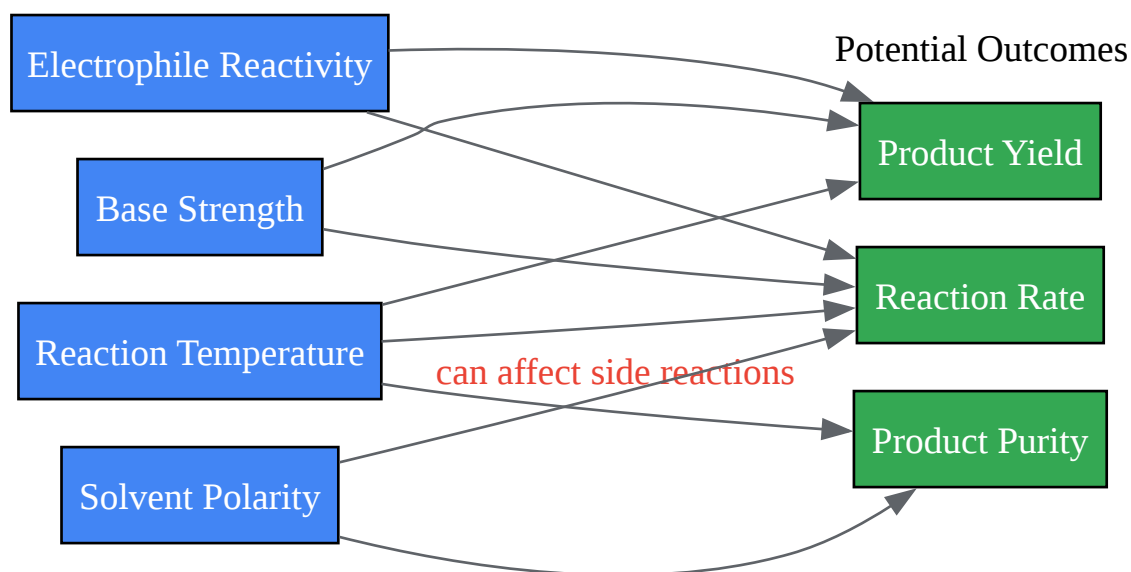 Electrophile Reactivity
Base Strength
Reaction Temperature
Solvent Polarity
can affect side reactions
Potential Outcomes
Product Yield
Reaction Rate
Product Purity